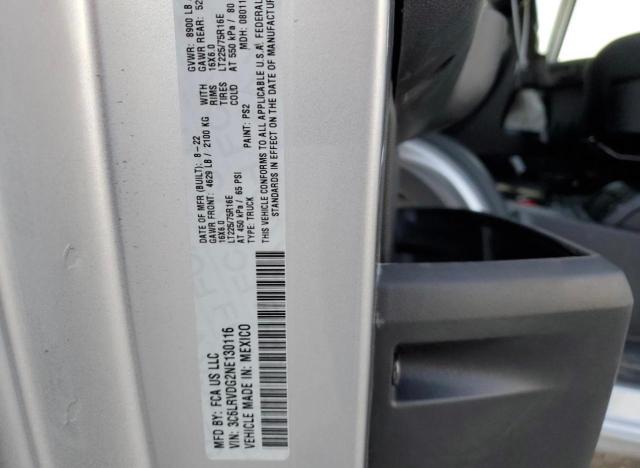 MFD BY: FCA US LLC
DATE OF MFR (BUILT): 8-22
GVWR: 8900 LB
GAWR FRONT: 4629 LB / 2100 KG WITH
GAWR REAR: 52
16X6.0 RIMS
16X6.0
LT225/75R16E TIRES
LT225/75R16E
AT 450 kPa / 65 PSI COLD
AT 550 kPa / 80
THIS VEHICLE CONFORMS TO ALL APPLICABLE U.S.A. FEDERAL
STANDARDS IN EFFECT ON THE DATE OF MANUFACTUR
VIN: 3C6LRVDG2NE130116
TYPE: TRUCK
PAINT: PS2
MDH: 08011
VEHICLE MADE IN: MEXICO